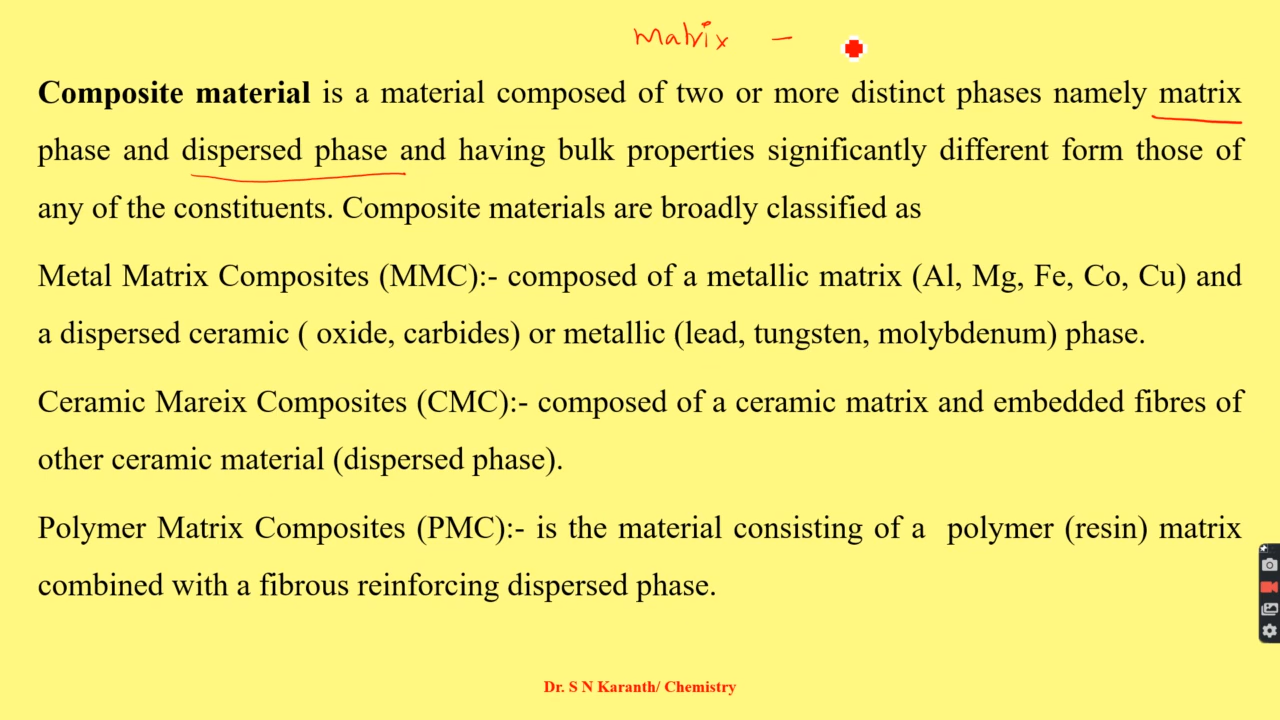 Matrix -
Composite material is a material composed of two or more distinct phases namely matrix
phase and dispersed phase and having bulk properties significantly different form those of
any of the constituents. Composite materials are broadly classified as
Metal Matrix Composites (MMC):- composed of a metallic matrix (Al, Mg, Fe, Co, Cu) and
a dispersed ceramic ( oxide, carbides) or metallic (lead, tungsten, molybdenum) phase.
Ceramic Mareix Composites (CMC):- composed of a ceramic matrix and embedded fibres of
other ceramic material (dispersed phase).
Polymer Matrix Composites (PMC):- is the material consisting of a polymer (resin) matrix
combined with a fibrous reinforcing dispersed phase.
Dr. S N Karanth/ Chemistry